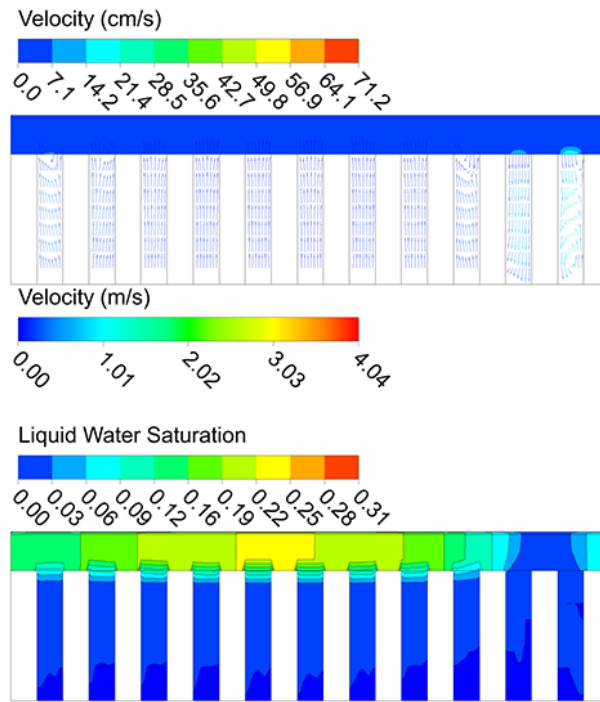 Velocity (cm/s)
0.0 7.1 14.2 21.4 28.5 35.6 42.7 49.8 56.9 64.1 71.2
Velocity (m/s)
0.00 1.01 2.02 3.03 4.04
Liquid Water Saturation
0.00 0.03 0.06 0.09 0.12 0.16 0.19 0.22 0.25 0.28 0.31